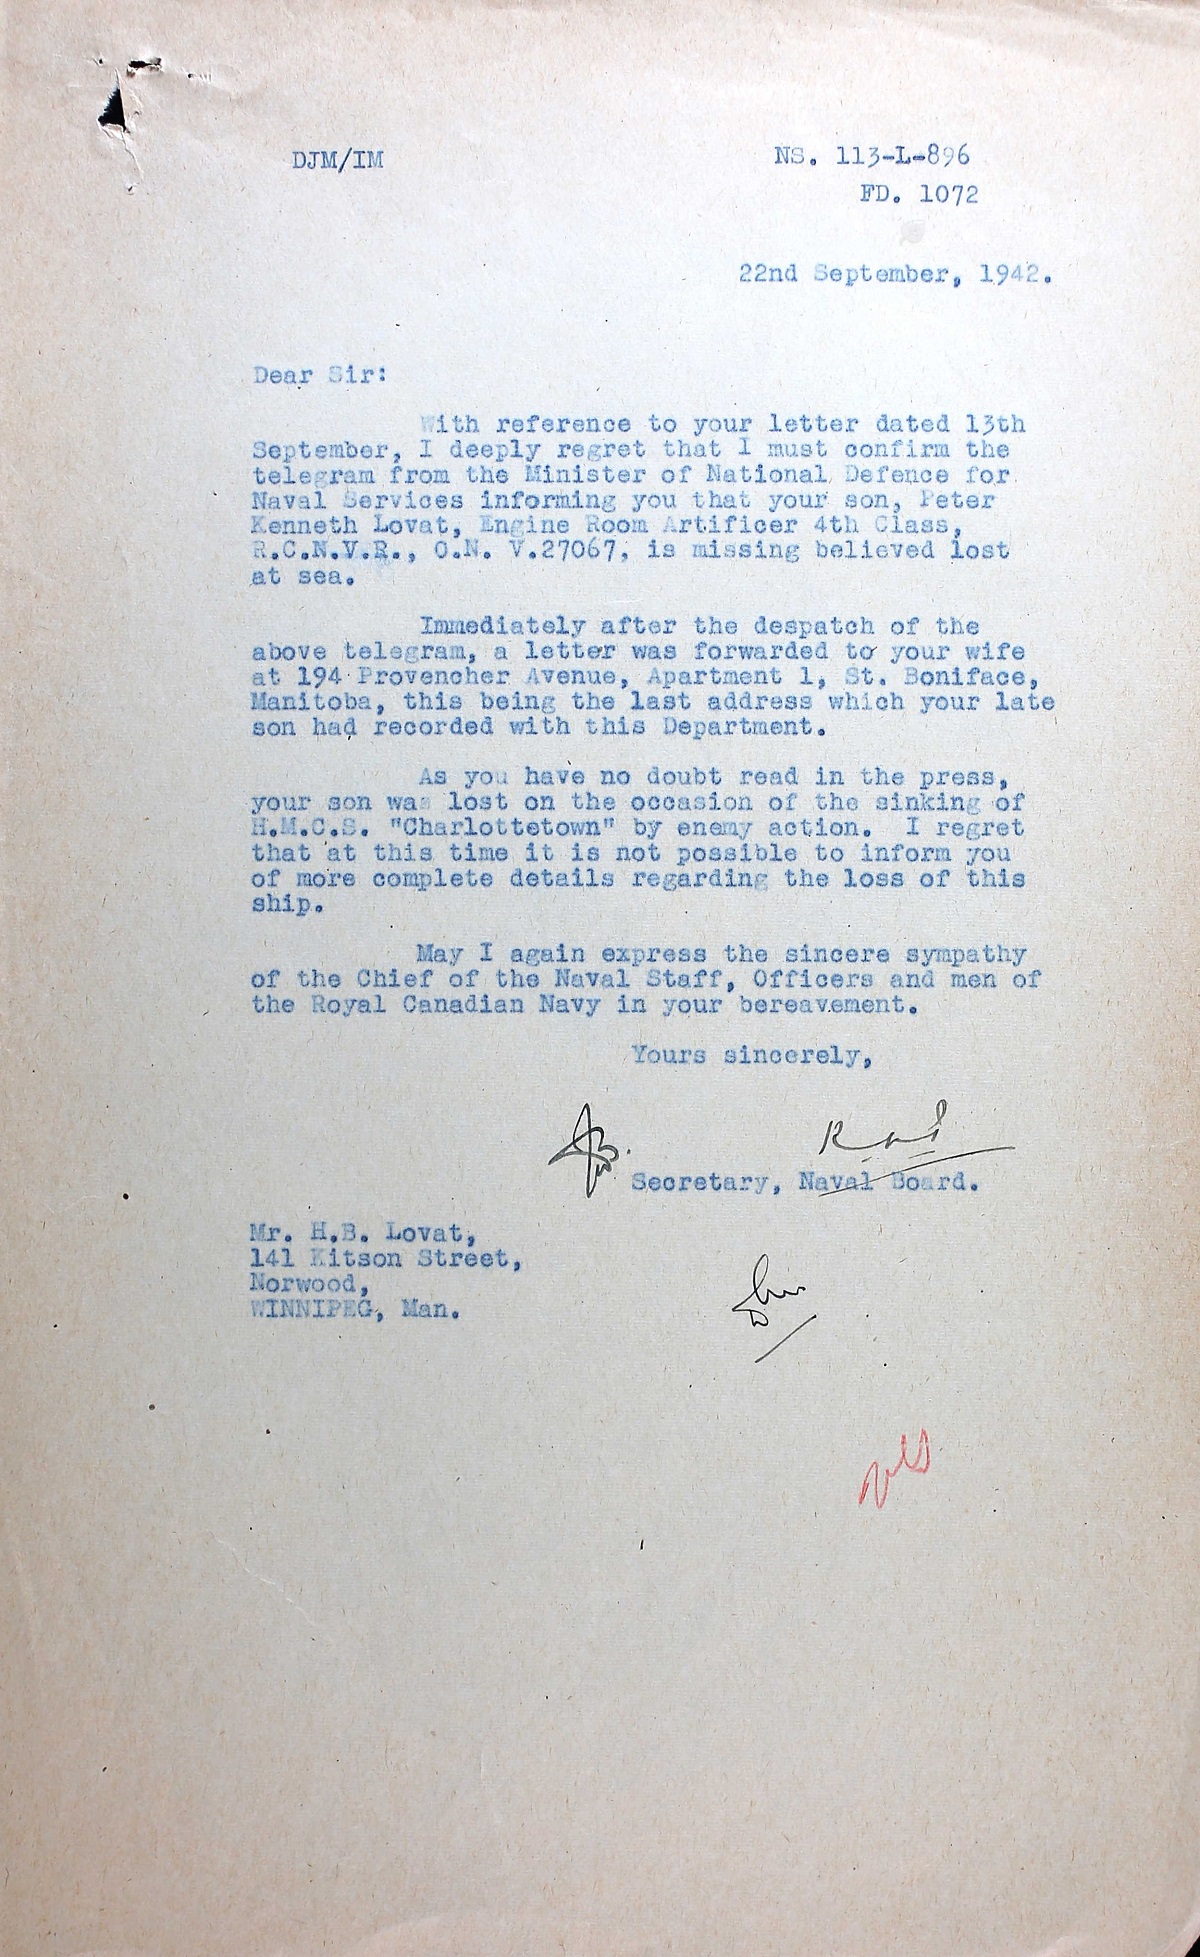 DJM/IM
NS. 113-L-896
FD. 1072
22nd September, 1942.
Dear Sir:
With reference to your letter dated 13th
September, I deeply regret that I must confirm the
telegram from the Minister of National Defence for
Naval Services informing you that your son, Peter
Kenneth Lovat, Engine Room Artificer 4th Class,
R.C.N.V.R., O.N. V.27067, is missing believed lost
at sea.
Immediately after the despatch of the
above telegram, a letter was forwarded to your wife
at 194 Provencher Avenue, Apartment 1, St. Boniface,
Manitoba, this being the last address which your late
son had recorded with this Department.
As you have no doubt read in the press,
your son was lost on the occasion of the sinking of
H.M.C.S. "Charlottetown" by enemy action. I regret
that at this time it is not possible to inform you
of more complete details regarding the loss of this
ship.
May I again express the sincere sympathy
of the Chief of the Naval Staff, Officers and men of
the Royal Canadian Navy in your bereavement.
Yours sincerely,
Secretary, Naval Board.
Mr. H.B. Lovat,
141 Kitson Street,
Norwood,
WINNIPEG, Man.